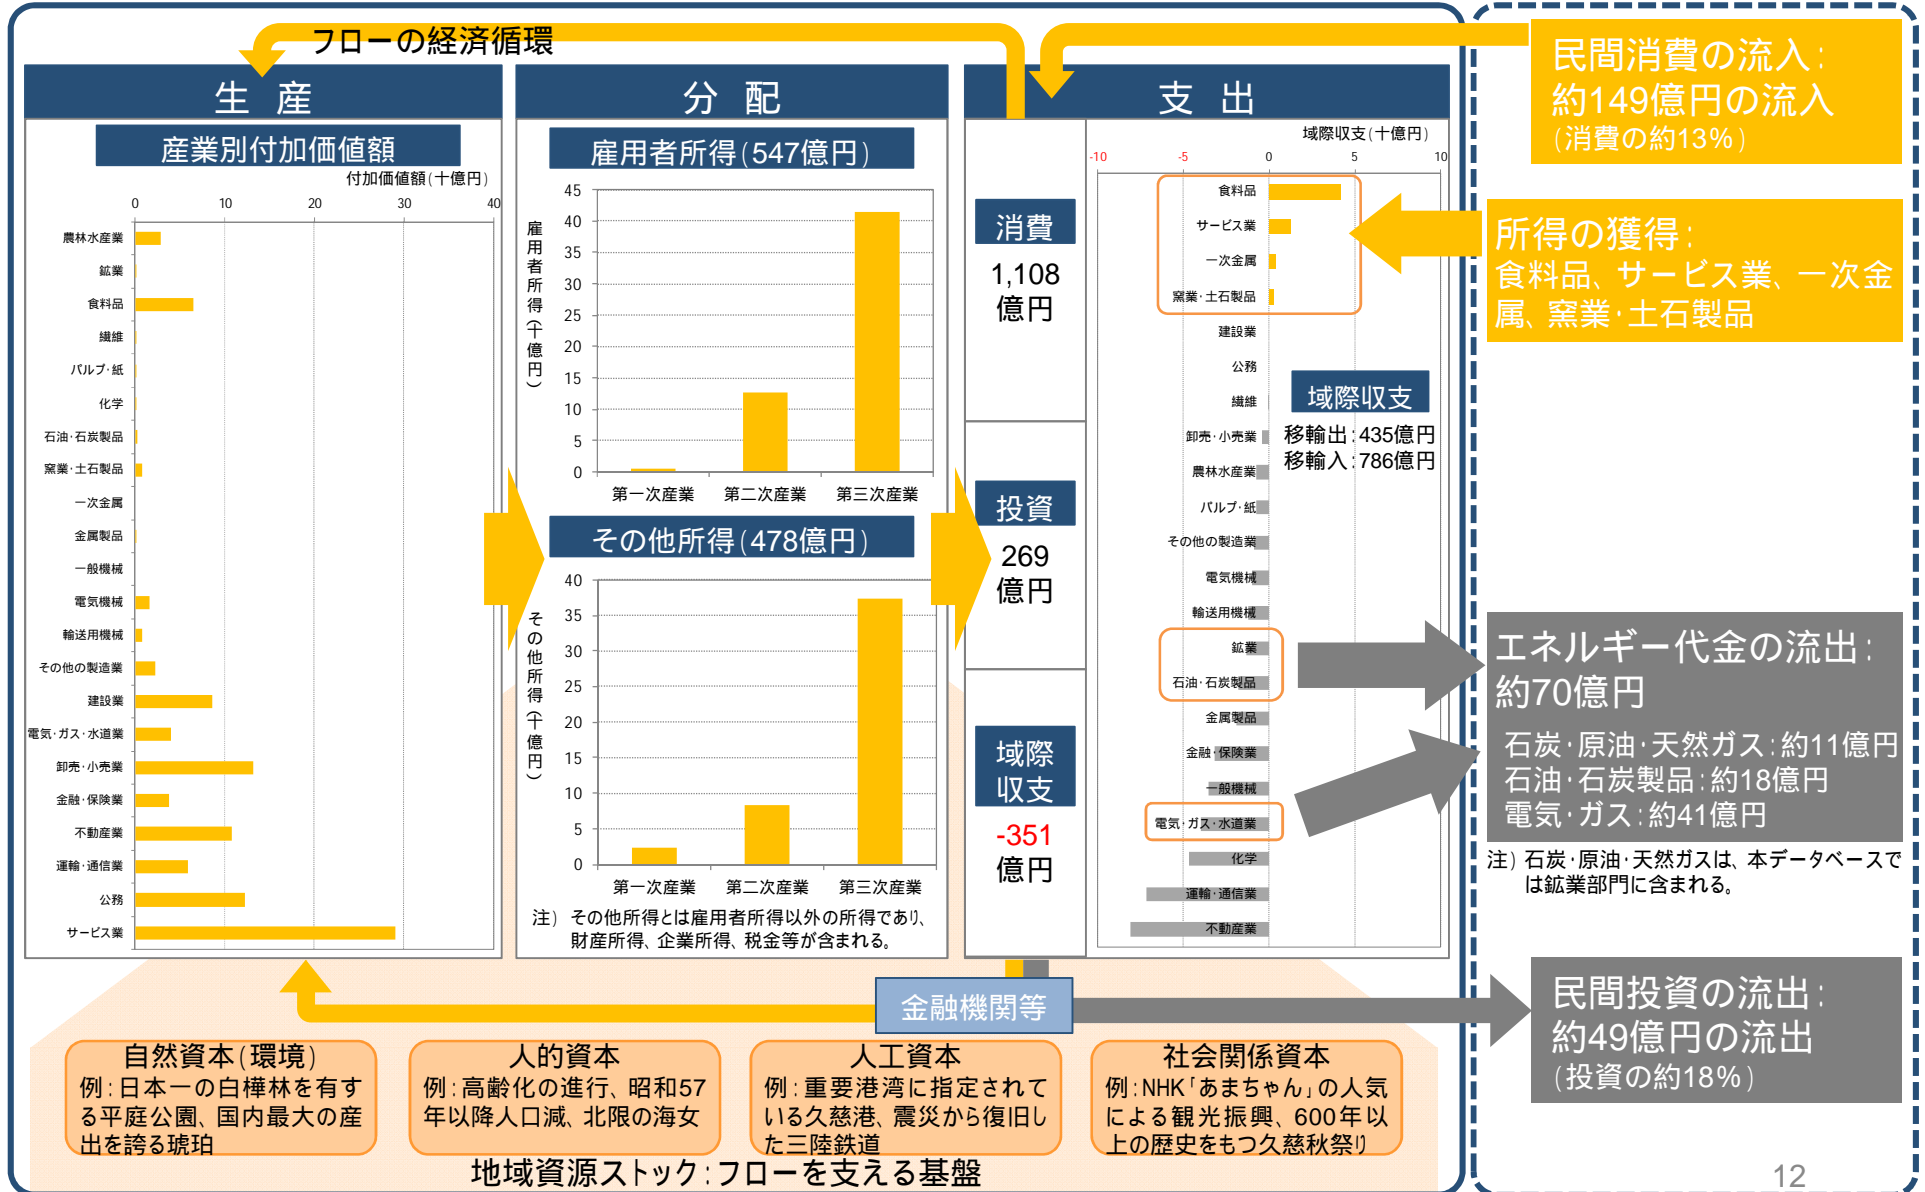 フローの経済循環
生 産
産業別付加価値額
付加価値額(十億円)
0 10 20 30 40
農林水産業
鉱業
食料品
繊維
パルプ・紙
化学
石油・石炭製品
窯業・土石製品
一次金属
金属製品
一般機械
電気機械
輸送用機械
その他の製造業
建設業
電気・ガス・水道業
卸売・小売業
金融・保険業
不動産業
運輸・通信業
公務
サービス業
分 配
雇用者所得(547億円)
雇用者所得(十億円)
45
40
35
30
25
20
15
10
5
0
第一次産業 第二次産業 第三次産業
その他所得(478億円)
その他所得(十億円)
40
35
30
25
20
15
10
5
0
第一次産業 第二次産業 第三次産業
注) その他所得とは雇用者所得以外の所得であり、
財産所得、企業所得、税金等が含まれる。
支 出
消費
1,108
億円
投資
269
億円
域際
収支
-351
億円
域際収支(十億円)
-10 -5 0 5 10
食料品
サービス業
一次金属
窯業・土石製品
建設業
公務
繊維
卸売・小売業
農林水産業
パルプ・紙
その他の製造業
電気機械
輸送用機械
鉱業
石油・石炭製品
金属製品
金融・保険業
一般機械
電気・ガス・水道業
化学
運輸・通信業
不動産業
域際収支
移輸出:435億円
移輸入:786億円
民間消費の流入:
約149億円の流入
(消費の約13%)
所得の獲得:
食料品、サービス業、一次金
属、窯業・土石製品
エネルギー代金の流出:
約70億円
石炭・原油・天然ガス:約11億円
石油・石炭製品:約18億円
電気・ガス:約41億円
注) 石炭・原油・天然ガスは、本データベースで
は鉱業部門に含まれる。
民間投資の流出:
約49億円の流出
(投資の約18%)
金融機関等
自然資本(環境)
例:日本一の白樺林を有す
る平庭公園、国内最大の産
出を誇る琥珀
人的資本
例:高齢化の進行、昭和57
年以降人口減、北限の海女
人工資本
例:重要港湾に指定されて
いる久慈港、震災から復旧し
た三陸鉄道
社会関係資本
例:NHK「あまちゃん」の人気
による観光振興、600年以
上の歴史をもつ久慈秋祭り
地域資源ストック:フローを支える基盤
12